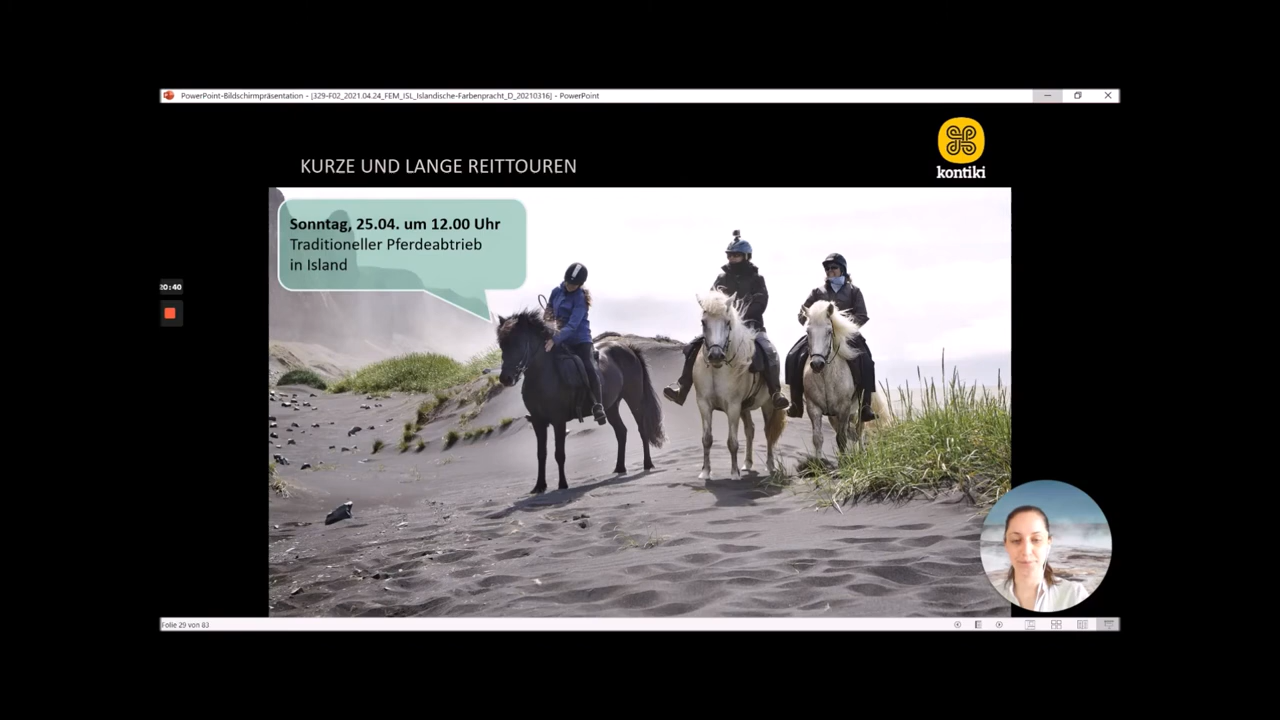 PowerPoint-Bildschirmpräsentation - [329-F02_2021.04.24_FEM_ISL_Islandische-Farbenpracht_D_20210316] - PowerPoint
kontiki
KURZE UND LANGE REITTOUREN
Sonntag, 25.04. um 12.00 Uhr
Traditioneller Pferdeabtrieb
in Island
20:40
Folie 29 von 83